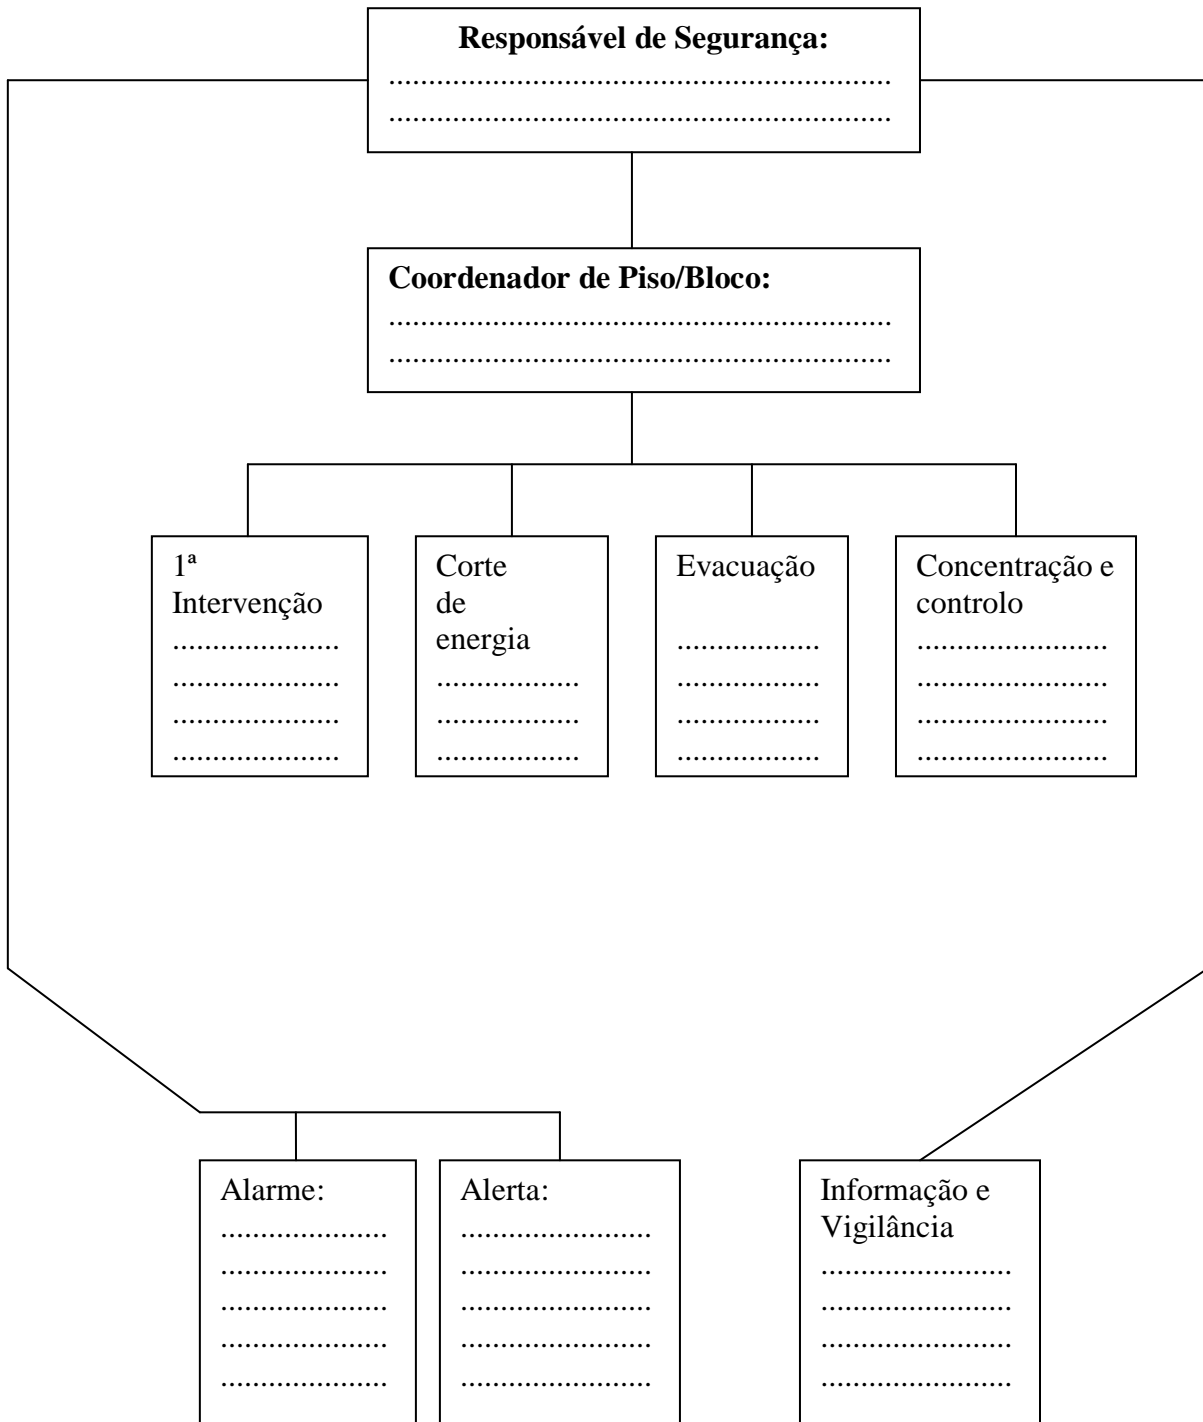 Responsável de Segurança:
...............................................................
...............................................................
Coordenador de Piso/Bloco:
...............................................................
...............................................................
1ª
Intervenção
.....................
.....................
.....................
.....................
Corte
de
energia
..................
..................
..................
Evacuação
..................
..................
..................
..................
Concentração e
controlo
........................
........................
........................
........................
Alarme:
.....................
.....................
.....................
.....................
.....................
Alerta:
........................
........................
........................
........................
........................
Informação e
Vigilância
........................
........................
........................
........................